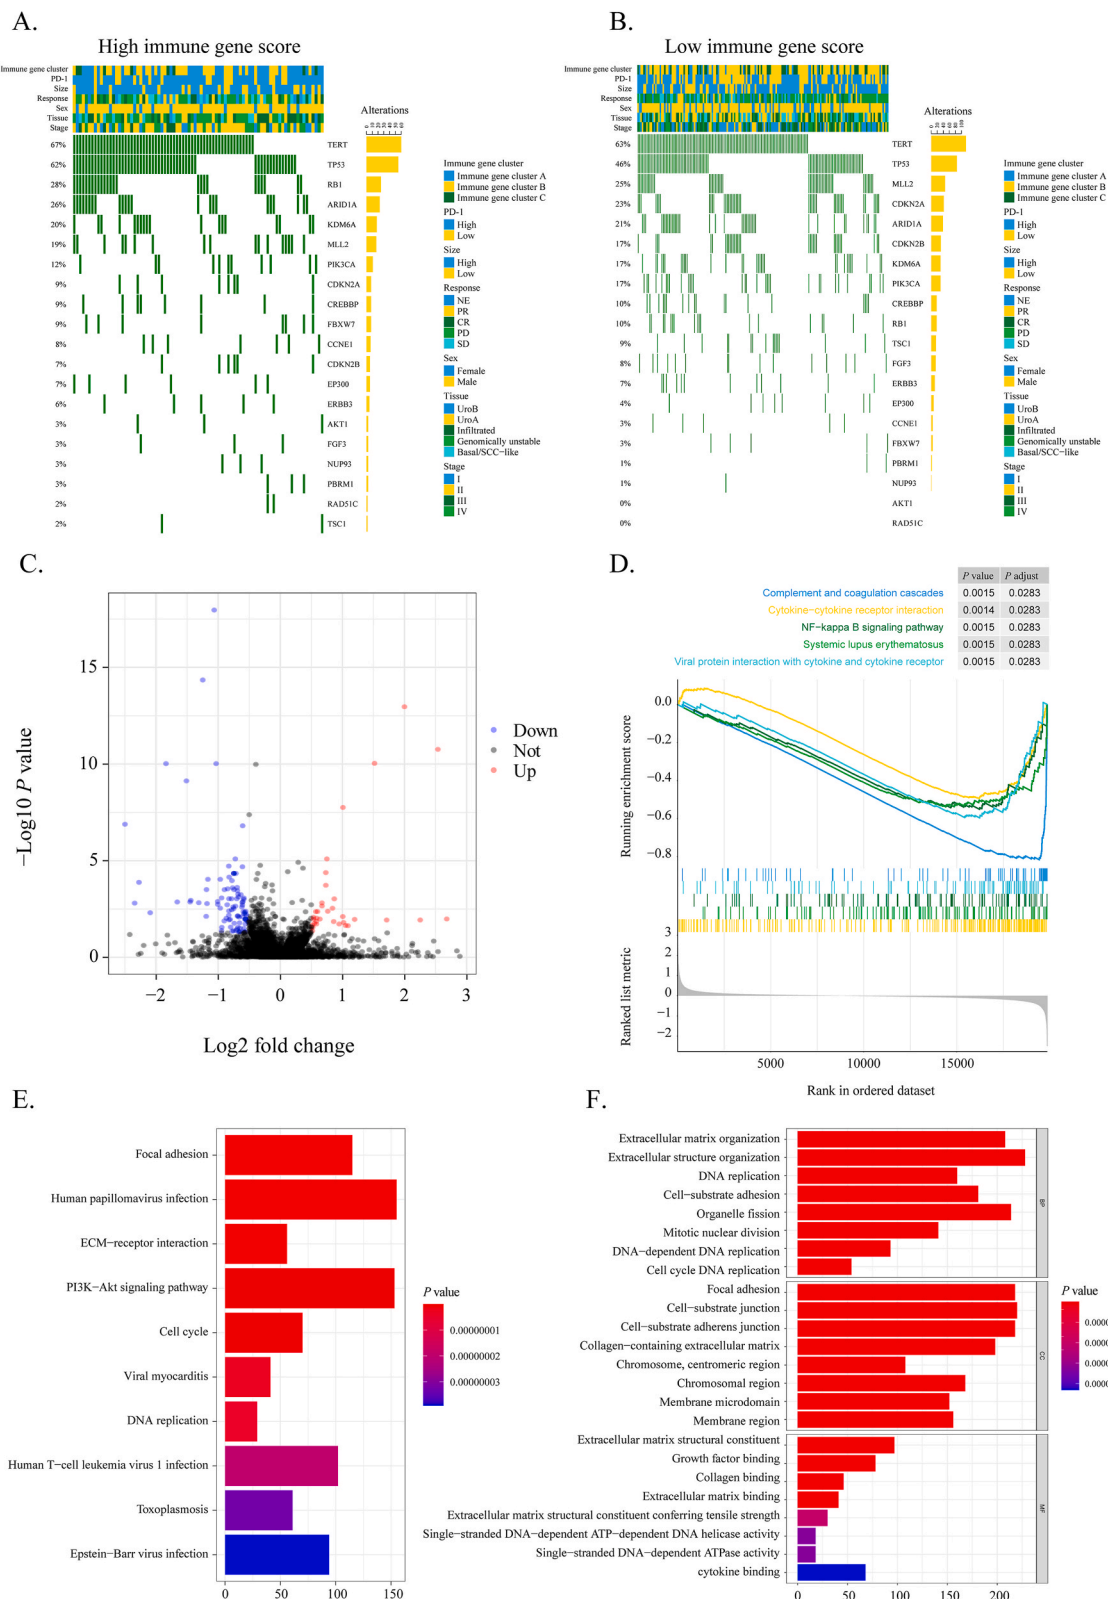 A.
High immune gene score
Immune gene cluster
PD-1
Size
Response
Sex
Tissue
Stage
Alterations
67% TERT
62% TP53
28% RB1
26% ARID1A
20% KDM6A
19% MLL2
12% PIK3CA
9% CDKN2A
9% CREBBP
9% FBXW7
8% CCNE1
7% CDKN2B
7% EP300
6% ERBB3
3% AKT1
3% FGF3
3% NUP93
3% PBRM1
2% RAD51C
2% TSC1
Immune gene cluster
Immune gene cluster A
Immune gene cluster B
Immune gene cluster C
PD-1
High
Low
Size
High
Low
Response
NE
PR
CR
PD
SD
Sex
Female
Male
Tissue
UroB
UroA
Infiltrated
Genomically unstable
Basal/SCC-like
Stage
I
II
III
IV
B.
Low immune gene score
Immune gene cluster
PD-1
Size
Response
Sex
Tissue
Stage
Alterations
63% TERT
46% TP53
25% MLL2
23% CDKN2A
21% ARID1A
17% CDKN2B
17% KDM6A
17% PIK3CA
10% CREBBP
10% RB1
9% TSC1
8% FGF3
7% ERBB3
4% EP300
3% CCNE1
3% FBXW7
1% PBRM1
1% NUP93
0% AKT1
0% RAD51C
Immune gene cluster
Immune gene cluster A
Immune gene cluster B
Immune gene cluster C
PD-1
High
Low
Size
High
Low
Response
NE
PR
CR
PD
SD
Sex
Female
Male
Tissue
UroB
UroA
Infiltrated
Genomically unstable
Basal/SCC-like
Stage
I
II
III
IV
C.
15
10
5
0
−Log10 P value
−2 −1 0 1 2 3
Log2 fold change
Down
Not
Up
D.
P value P adjust
Complement and coagulation cascades 0.0015 0.0283
Cytokine−cytokine receptor interaction 0.0014 0.0283
NF−kappa B signaling pathway 0.0015 0.0283
Systemic lupus erythematosus 0.0015 0.0283
Viral protein interaction with cytokine and cytokine receptor 0.0015 0.0283
Running enrichment score
0.0
−0.2
−0.4
−0.6
−0.8
Ranked list metric
3
2
1
0
−1
−2
5000 10000 15000
Rank in ordered dataset
E.
Focal adhesion
Human papillomavirus infection
ECM−receptor interaction
PI3K−Akt signaling pathway
Cell cycle
Viral myocarditis
DNA replication
Human T−cell leukemia virus 1 infection
Toxoplasmosis
Epstein−Barr virus infection
0 50 100 150
P value
0.00000001
0.00000002
0.00000003
F.
Extracellular matrix organization
Extracellular structure organization
DNA replication
Cell−substrate adhesion
Organelle fission
Mitotic nuclear division
DNA−dependent DNA replication
Cell cycle DNA replication
BP
Focal adhesion
Cell−substrate junction
Cell−substrate adherens junction
Collagen−containing extracellular matrix
Chromosome, centromeric region
Chromosomal region
Membrane microdomain
Membrane region
CC
Extracellular matrix structural constituent
Growth factor binding
Collagen binding
Extracellular matrix binding
Extracellular matrix structural constituent conferring tensile strength
Single−stranded DNA−dependent ATP−dependent DNA helicase activity
Single−stranded DNA−dependent ATPase activity
cytokine binding
MF
0 50 100 200
P value